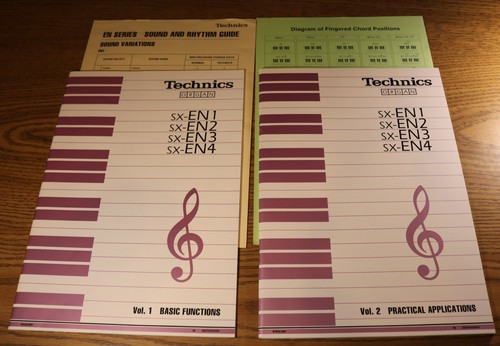 Technics
EN SERIES SOUND AND RHYTHM GUIDE
SOUND VARIATIONS
Diagram of Fingered Chord Positions
Technics
SX-EN1
SX-EN2
SX-EN3
SX-EN4
Vol. 1 BASIC FUNCTIONS
Technics
SX-EN1
SX-EN2
SX-EN3
SX-EN4
Vol. 2 PRACTICAL APPLICATIONS